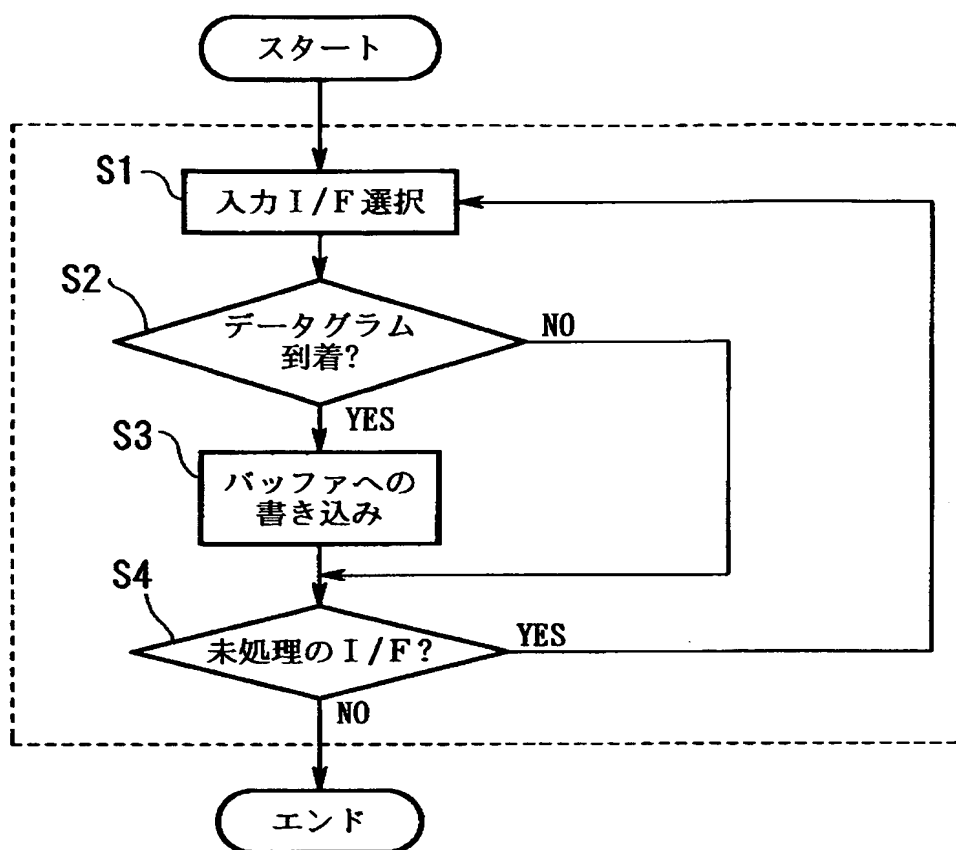 スタート
S1
入力I/F選択
S2
データグラム
到着?
NO
YES
S3
バッファへの
書き込み
S4
未処理のI/F?
YES
NO
エンド